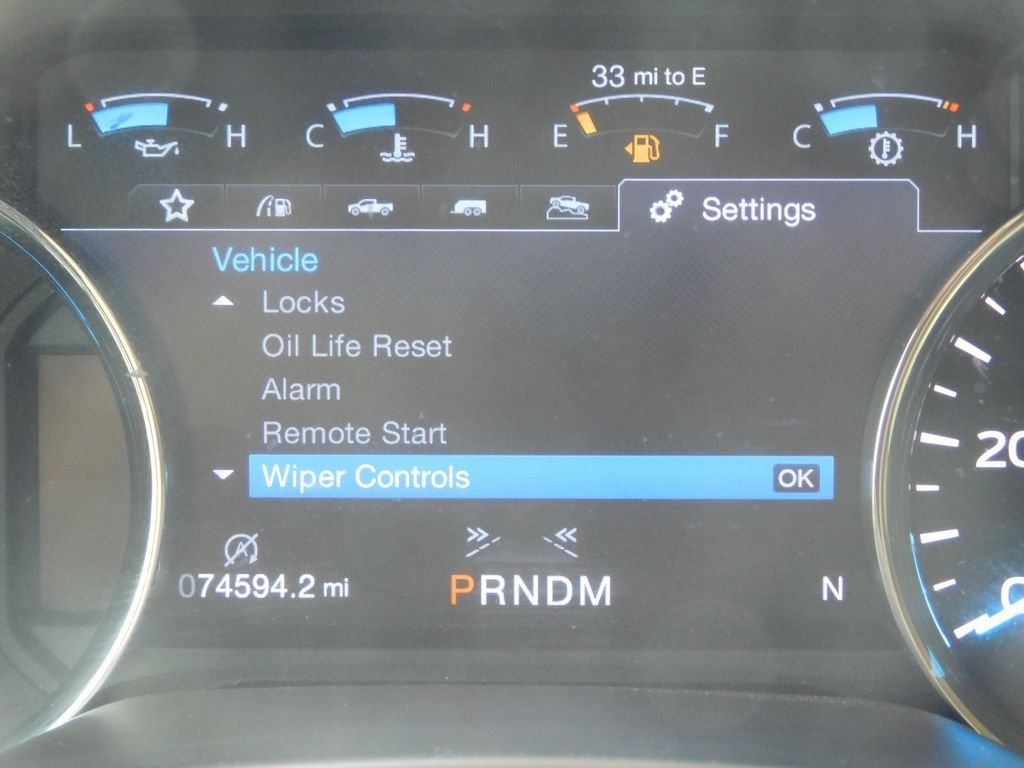 33 mi to E
L H C H E F C H
Settings
Vehicle
Locks
Oil Life Reset
Alarm
Remote Start
Wiper Controls OK
074594.2 mi PRNDM N
20
0